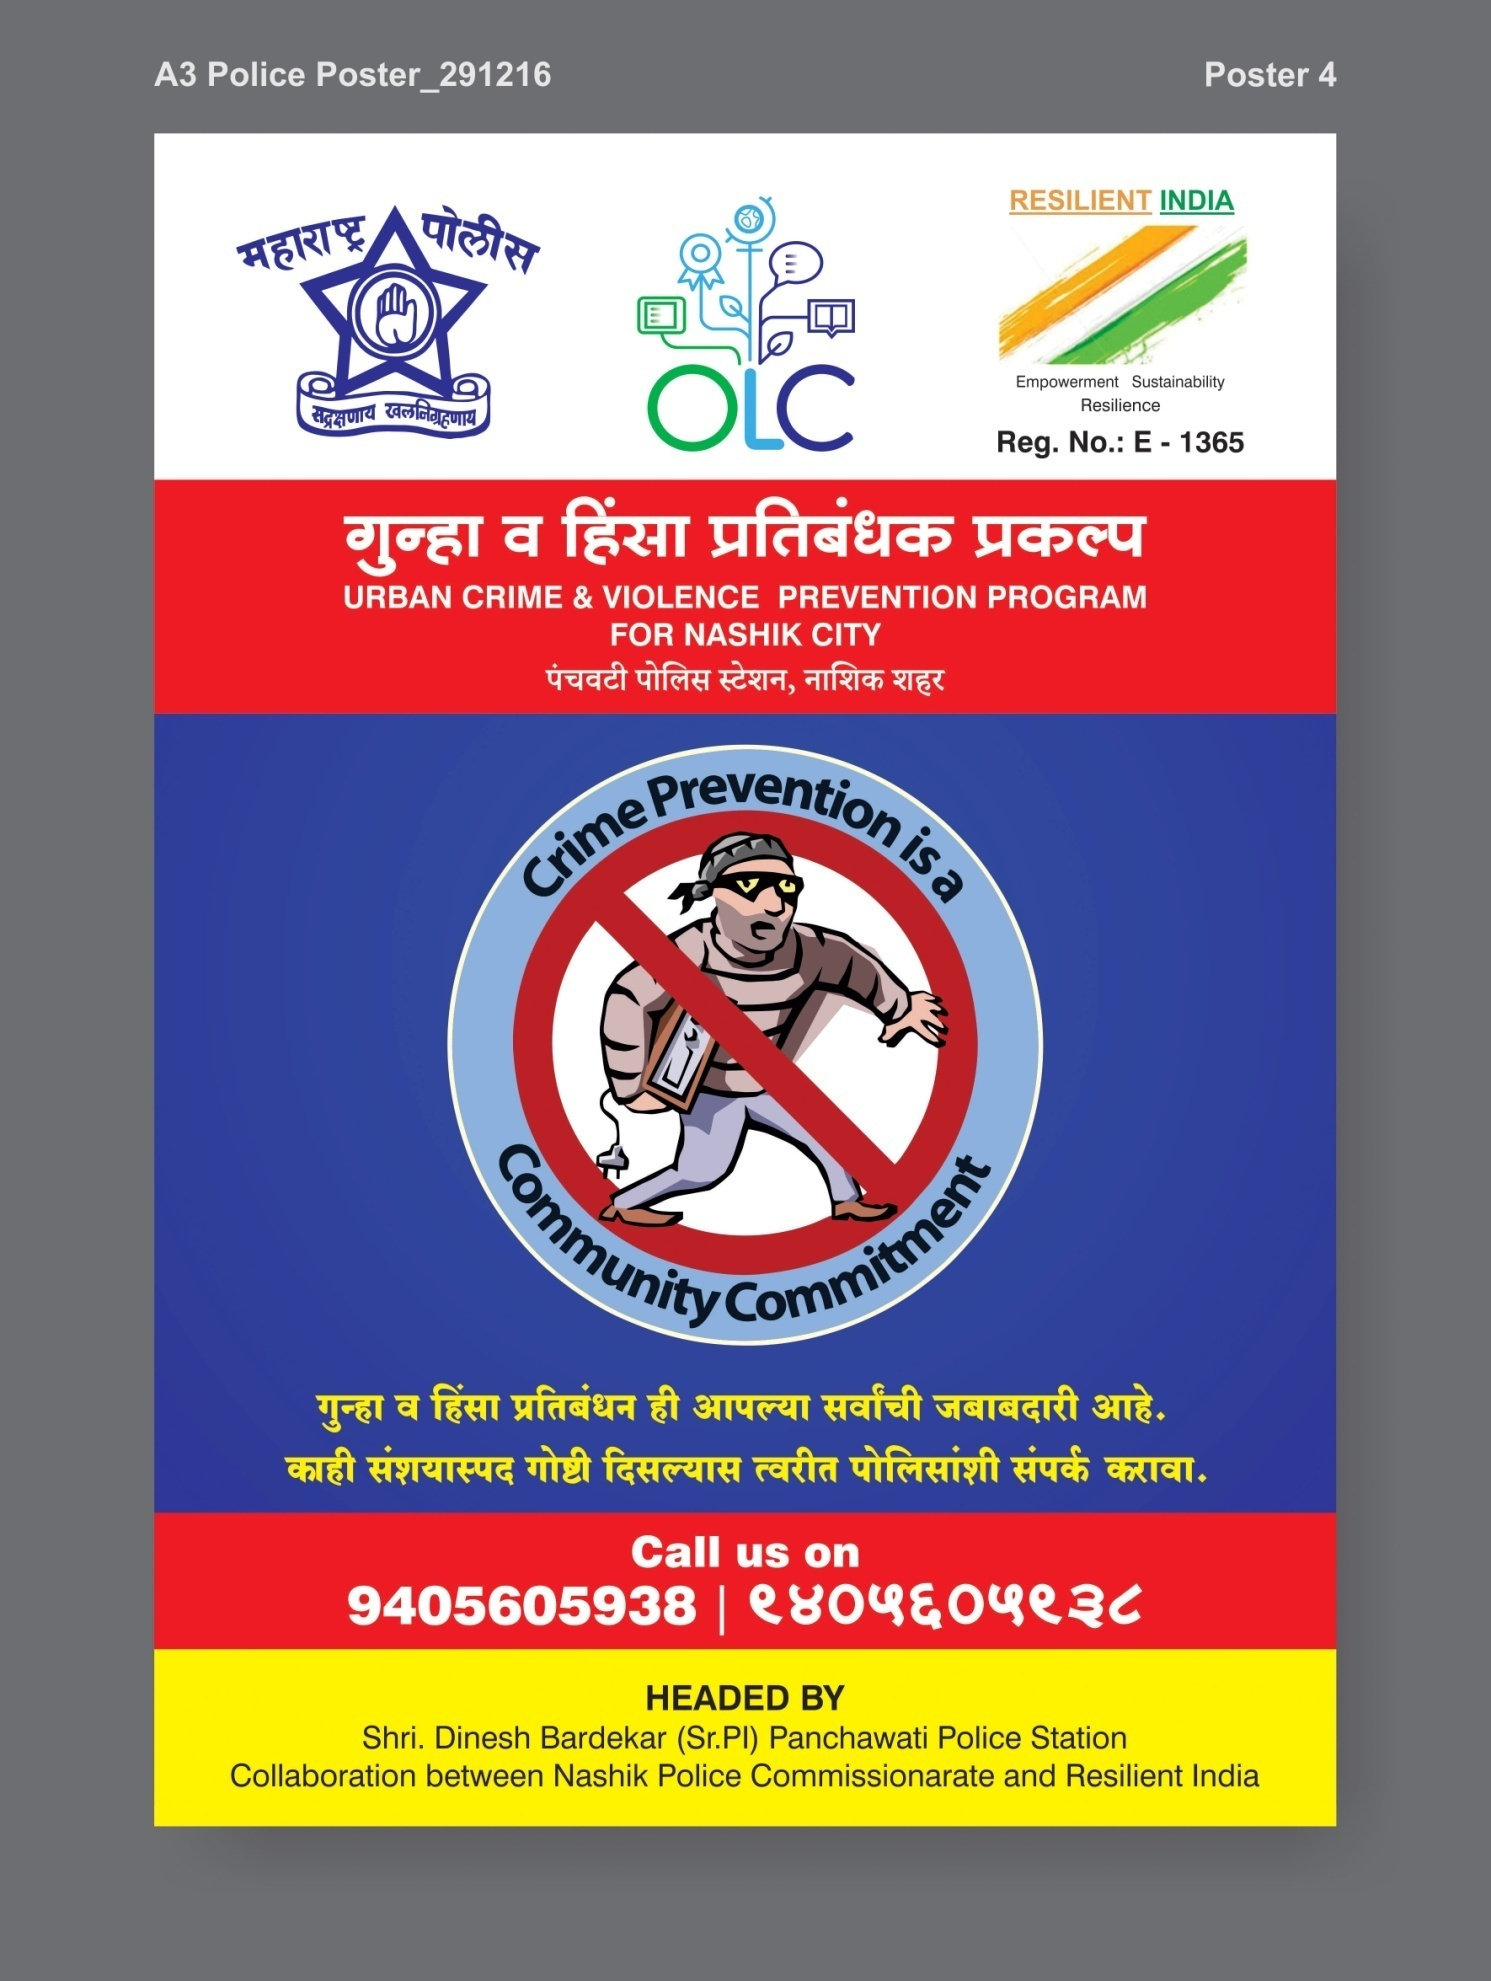 A3 Police Poster_291216
Poster 4
महाराष्ट्र पोलीस
सद्रक्षणाय खलनिग्रहणाय
OLC
RESILIENT INDIA
Empowerment Sustainability
Resilience
Reg. No.: E - 1365
गुन्हा व हिंसा प्रतिबंधक प्रकल्प
URBAN CRIME & VIOLENCE PREVENTION PROGRAM
FOR NASHIK CITY
पंचवटी पोलिस स्टेशन, नाशिक शहर
Crime Prevention is a
Community Commitment
गुन्हा व हिंसा प्रतिबंधन ही आपल्या सर्वांची जबाबदारी आहे.
काही संशयास्पद गोष्टी दिसल्यास त्वरीत पोलिसांशी संपर्क करावा.
Call us on
9405605938 | ९४०५६०५९३८
HEADED BY
Shri. Dinesh Bardekar (Sr.PI) Panchawati Police Station
Collaboration between Nashik Police Commissionarate and Resilient India